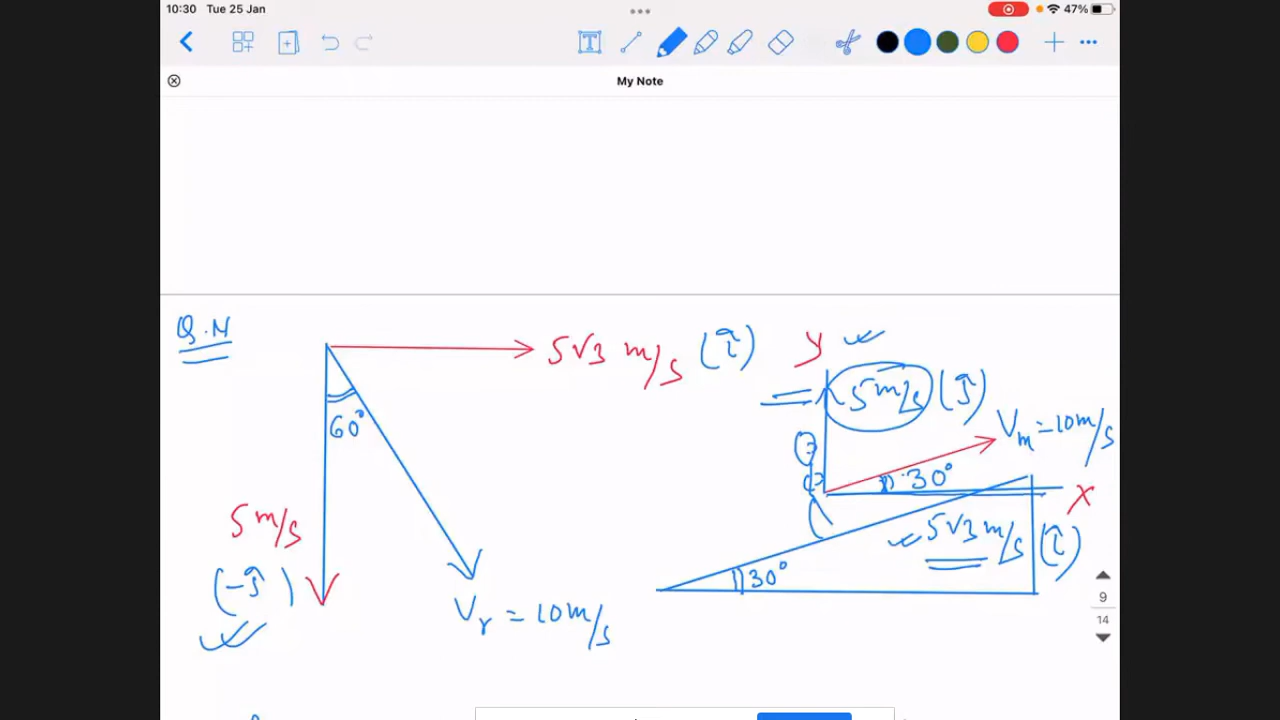 10:30 Tue 25 Jan
47%
T
My Note
Q.N
5√3 m/s (î)
y
5m/s (ĵ)
Vm = 10m/s
60°
30°
x
5 m/s
5√3 m/s (î)
(-ĵ)
30°
Vr = 10m/s
9
14